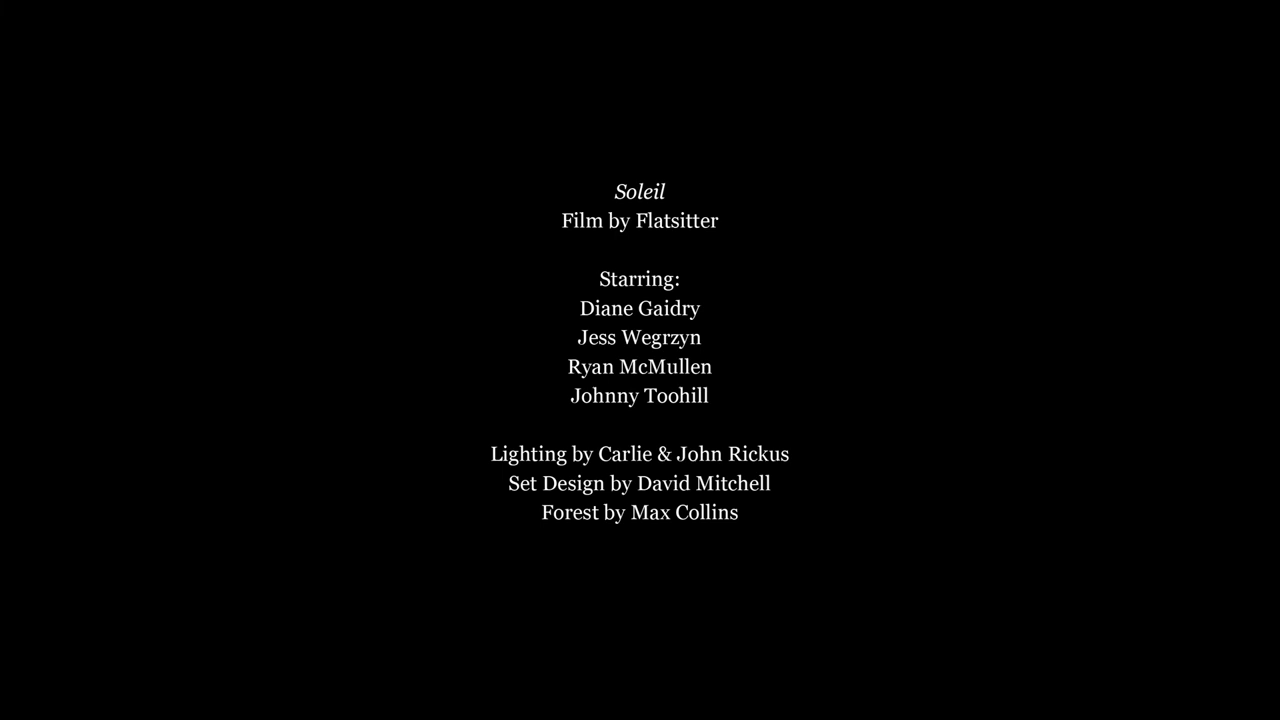 Soleil
Film by Flatsitter
Starring:
Diane Gaidry
Jess Wegrzyn
Ryan McMullen
Johnny Toohill
Lighting by Carlie & John Rickus
Set Design by David Mitchell
Forest by Max Collins